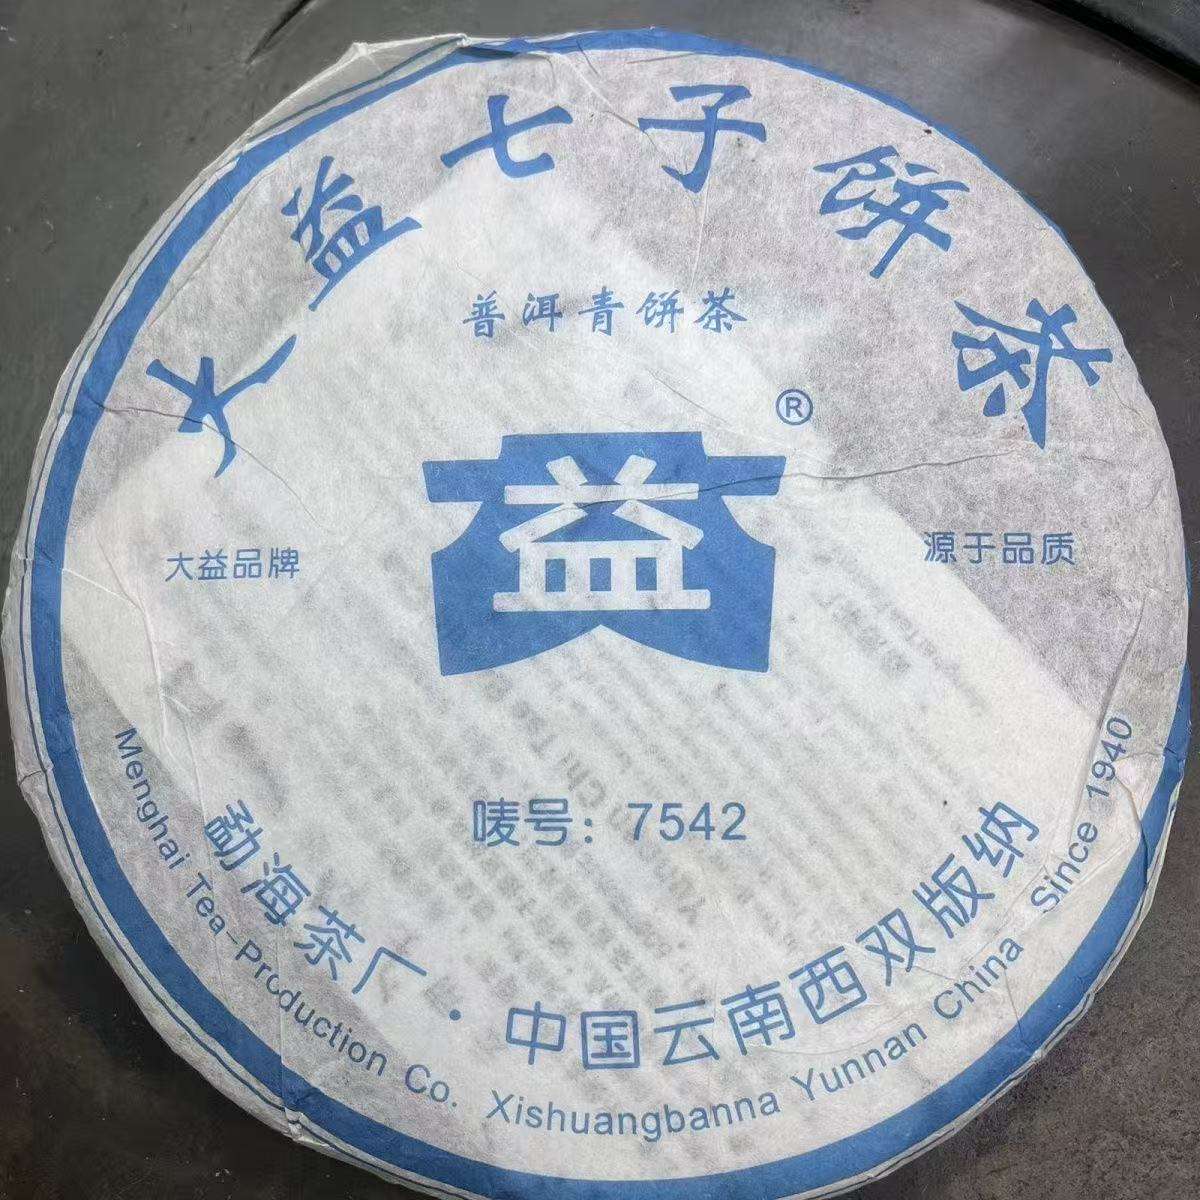 大益七子饼茶
普洱青饼茶
®
益
大益品牌
源于品质
唛号：7542
勐海茶厂·中国云南西双版纳
Menghai Tea-Production Co. Xishuangbanna Yunnan China Since 1940